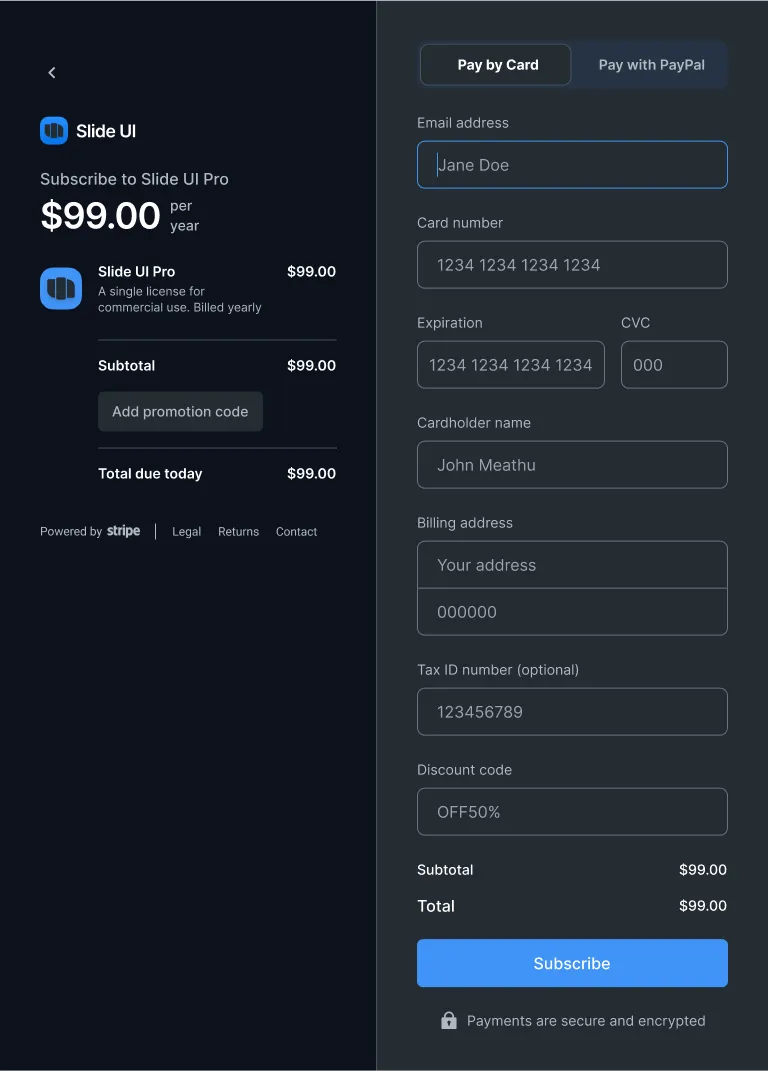 Slide UI
Subscribe to Slide UI Pro
$99.00 per
year
Slide UI Pro $99.00
A single license for
commercial use. Billed yearly
Subtotal $99.00
Add promotion code
Total due today $99.00
Powered by stripe Legal Returns Contact
Pay by Card Pay with PayPal
Email address
Jane Doe
Card number
1234 1234 1234 1234
Expiration CVC
1234 1234 1234 1234 000
Cardholder name
John Meathu
Billing address
Your address
000000
Tax ID number (optional)
123456789
Discount code
OFF50%
Subtotal $99.00
Total $99.00
Subscribe
Payments are secure and encrypted